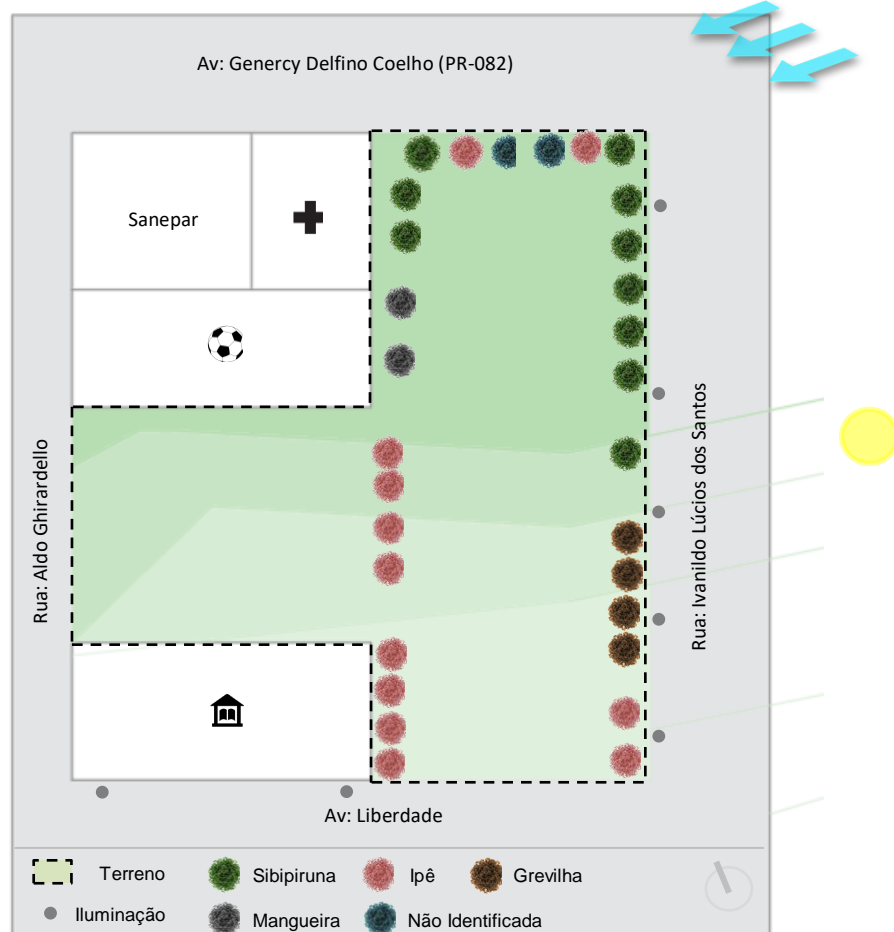 Av: Genercy Delfino Coelho (PR-082)
Sanepar
Rua: Aldo Ghirardello
Rua: Ivanildo Lúcios dos Santos
Av: Liberdade
Terreno
Sibipiruna
Ipê
Grevilha
Iluminação
Mangueira
Não Identificada